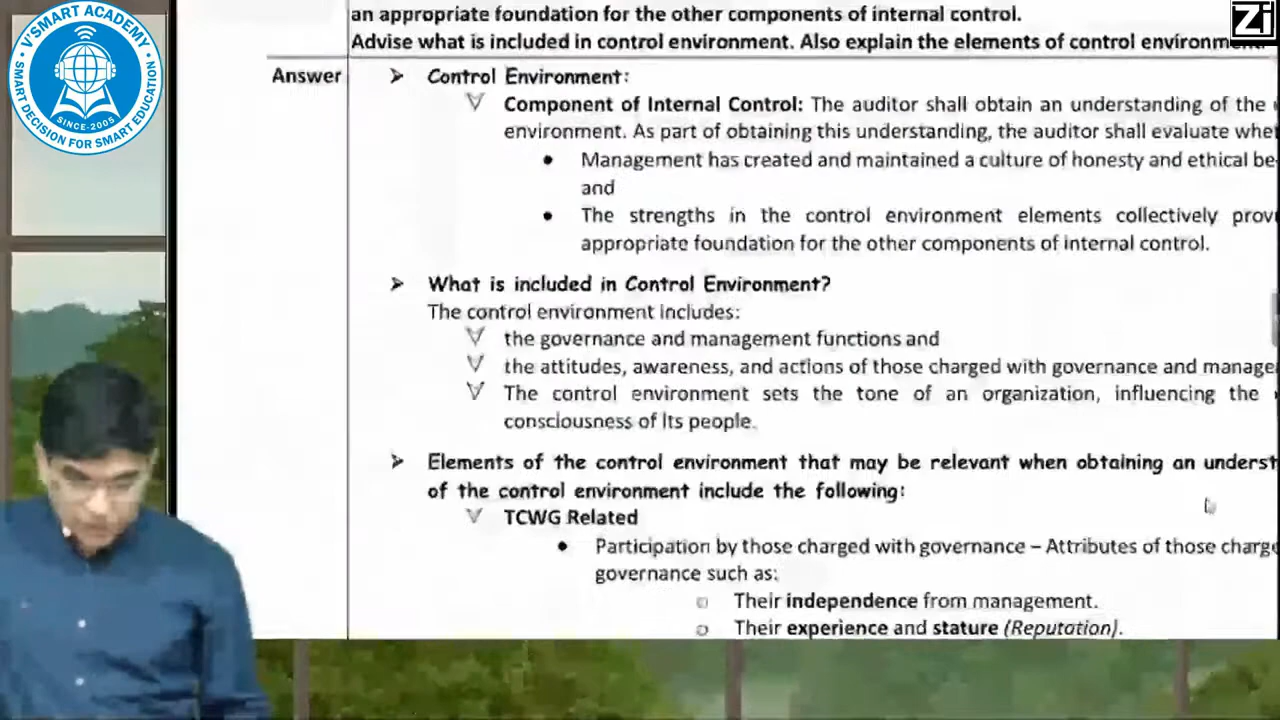 V'SMART ACADEMY
SINCE-2005
SMART DECISION FOR SMART EDUCATION
Zi
an appropriate foundation for the other components of internal control.
Advise what is included in control environment. Also explain the elements of control environment.
Answer
➢ Control Environment:
Component of Internal Control: The auditor shall obtain an understanding of the
environment. As part of obtaining this understanding, the auditor shall evaluate whe
• Management has created and maintained a culture of honesty and ethical be
and
• The strengths in the control environment elements collectively prov
appropriate foundation for the other components of internal control.
➢ What is included in Control Environment?
The control environment includes:
the governance and management functions and
the attitudes, awareness, and actions of those charged with governance and manage
The control environment sets the tone of an organization, influencing the
consciousness of its people.
➢ Elements of the control environment that may be relevant when obtaining an underst
of the control environment include the following:
TCWG Related
• Participation by those charged with governance – Attributes of those charge
governance such as:
o Their independence from management.
o Their experience and stature (Reputation).